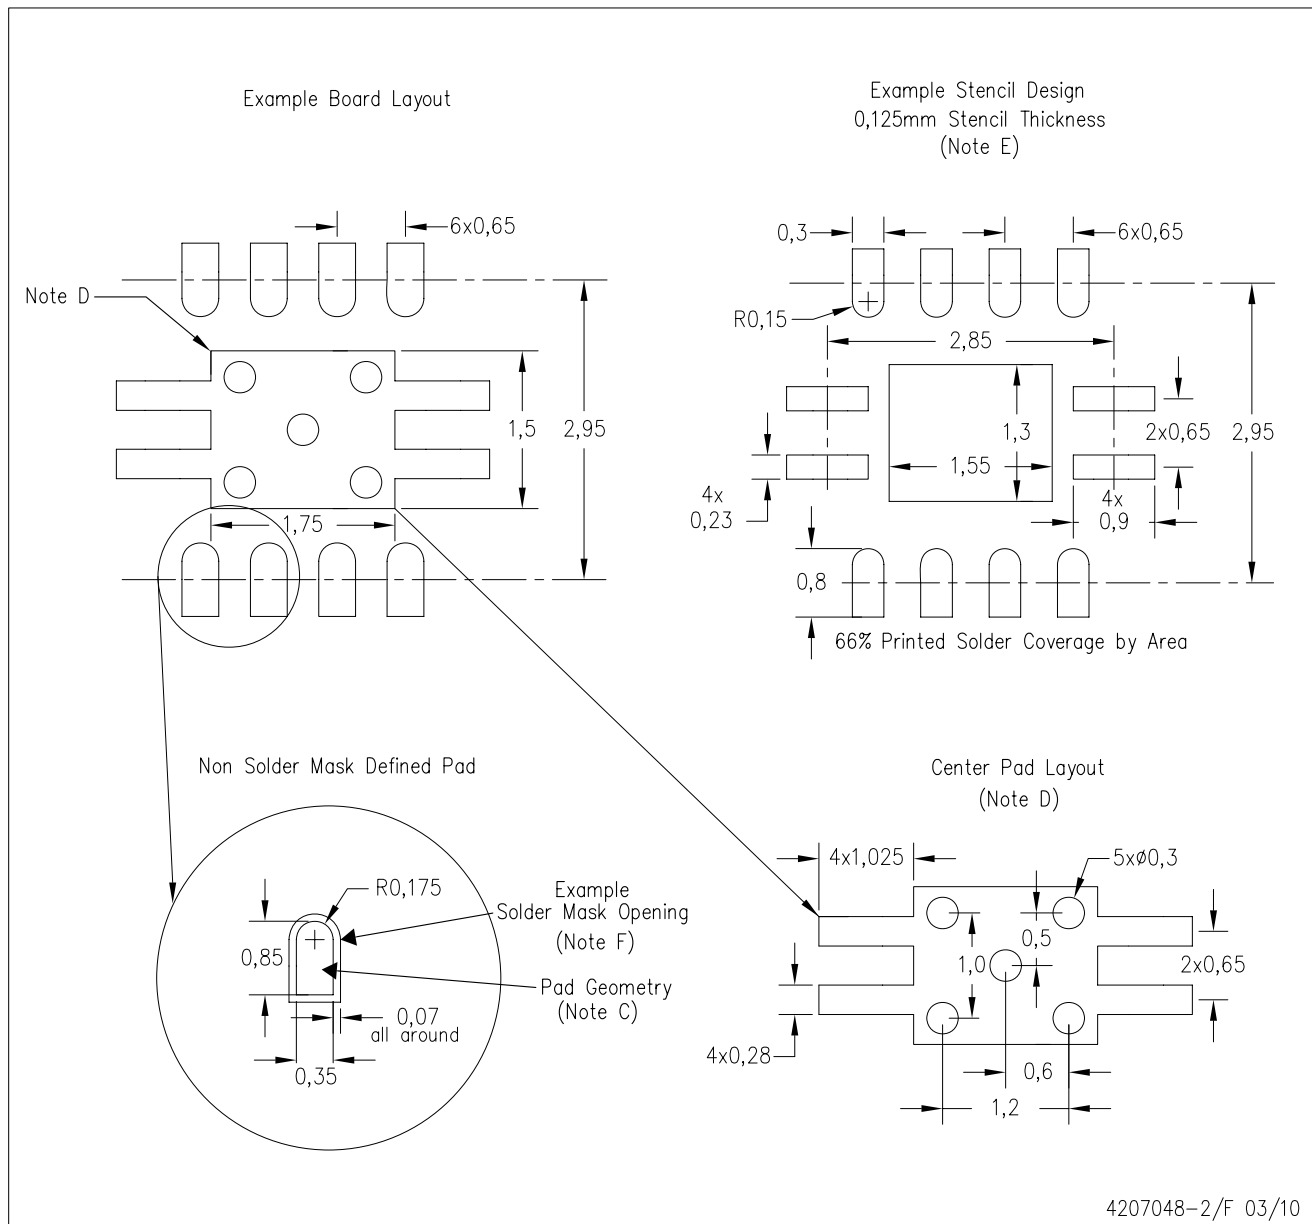 Example Board Layout
Example Stencil Design
0,125mm Stencil Thickness
(Note E)
6x0,65
Note D
1,5
2,95
1,75
0,3
6x0,65
R0,15
2,85
1,3
1,55
2x0,65
2,95
4x
0,23
4x
0,9
0,8
66% Printed Solder Coverage by Area
Non Solder Mask Defined Pad
R0,175
Example
Solder Mask Opening
(Note F)
0,85
Pad Geometry
(Note C)
0,07
all around
0,35
Center Pad Layout
(Note D)
4x1,025
5xø0,3
0,5
1,0
2x0,65
4x0,28
0,6
1,2
4207048-2/F 03/10